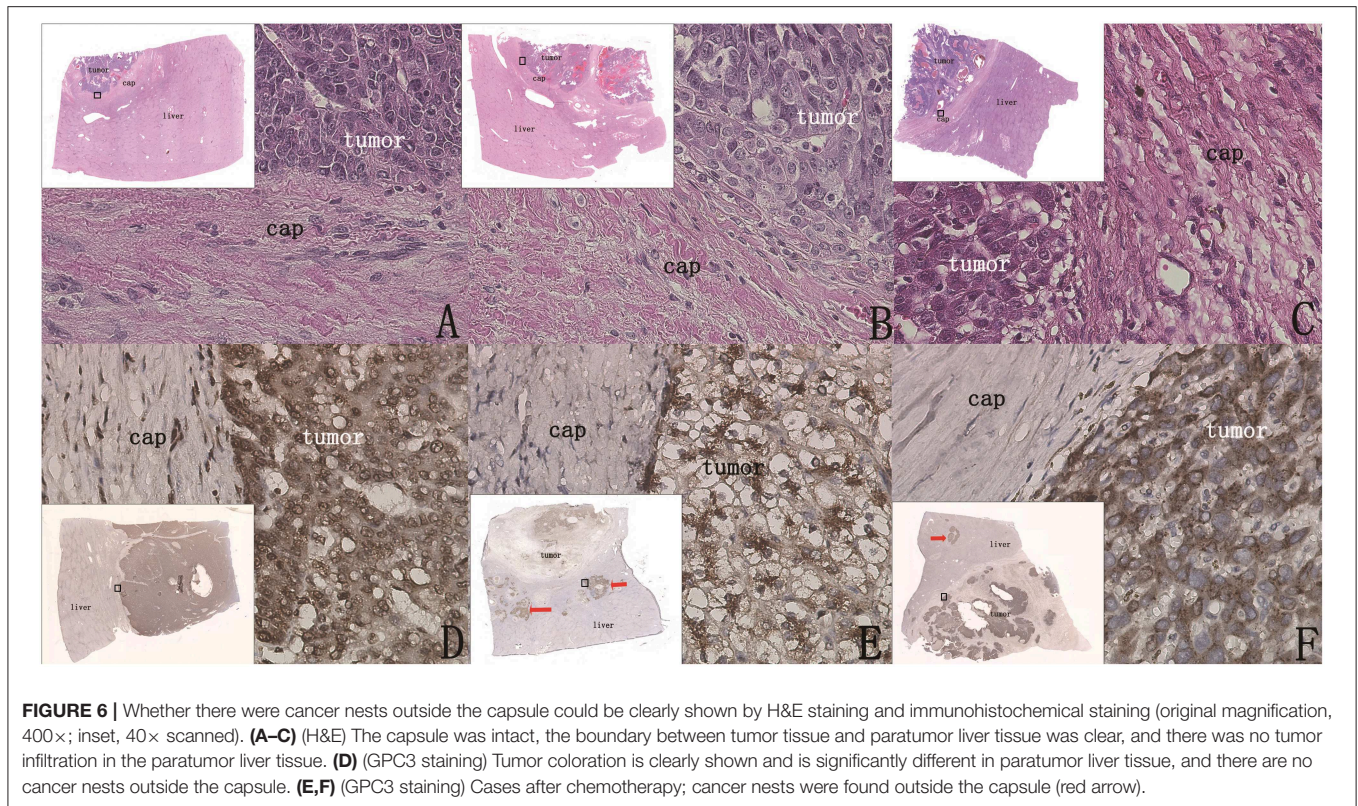 tumor
cap
liver
tumor
cap
A
tumor
cap
liver
tumor
cap
B
tumor
cap
liver
cap
tumor
C
cap
tumor
liver
D
cap
tumor
tumor
liver
E
cap
tumor
liver
tumor
F
FIGURE 6 | Whether there were cancer nests outside the capsule could be clearly shown by H&E staining and immunohistochemical staining (original magnification,
400×; inset, 40× scanned). (A–C) (H&E) The capsule was intact, the boundary between tumor tissue and paratumor liver tissue was clear, and there was no tumor
infiltration in the paratumor liver tissue. (D) (GPC3 staining) Tumor coloration is clearly shown and is significantly different in paratumor liver tissue, and there are no
cancer nests outside the capsule. (E,F) (GPC3 staining) Cases after chemotherapy; cancer nests were found outside the capsule (red arrow).